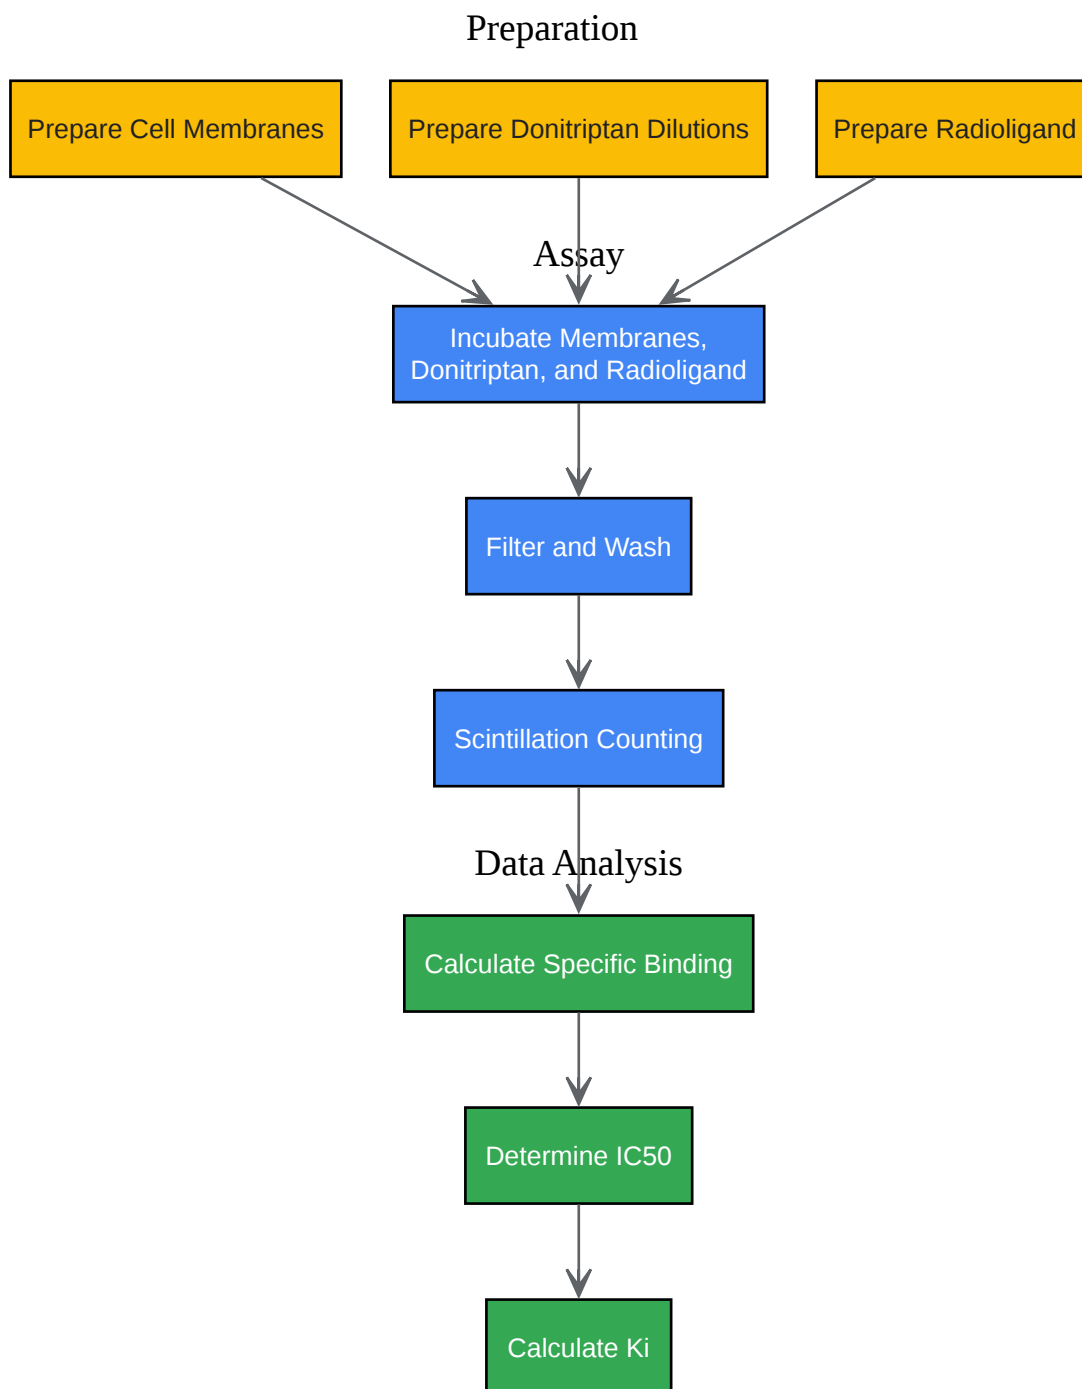 Preparation
Prepare Cell Membranes
Prepare Donitriptan Dilutions
Prepare Radioligand
Assay
Incubate Membranes,
Donitriptan, and Radioligand
Filter and Wash
Scintillation Counting
Data Analysis
Calculate Specific Binding
Determine IC50
Calculate Ki